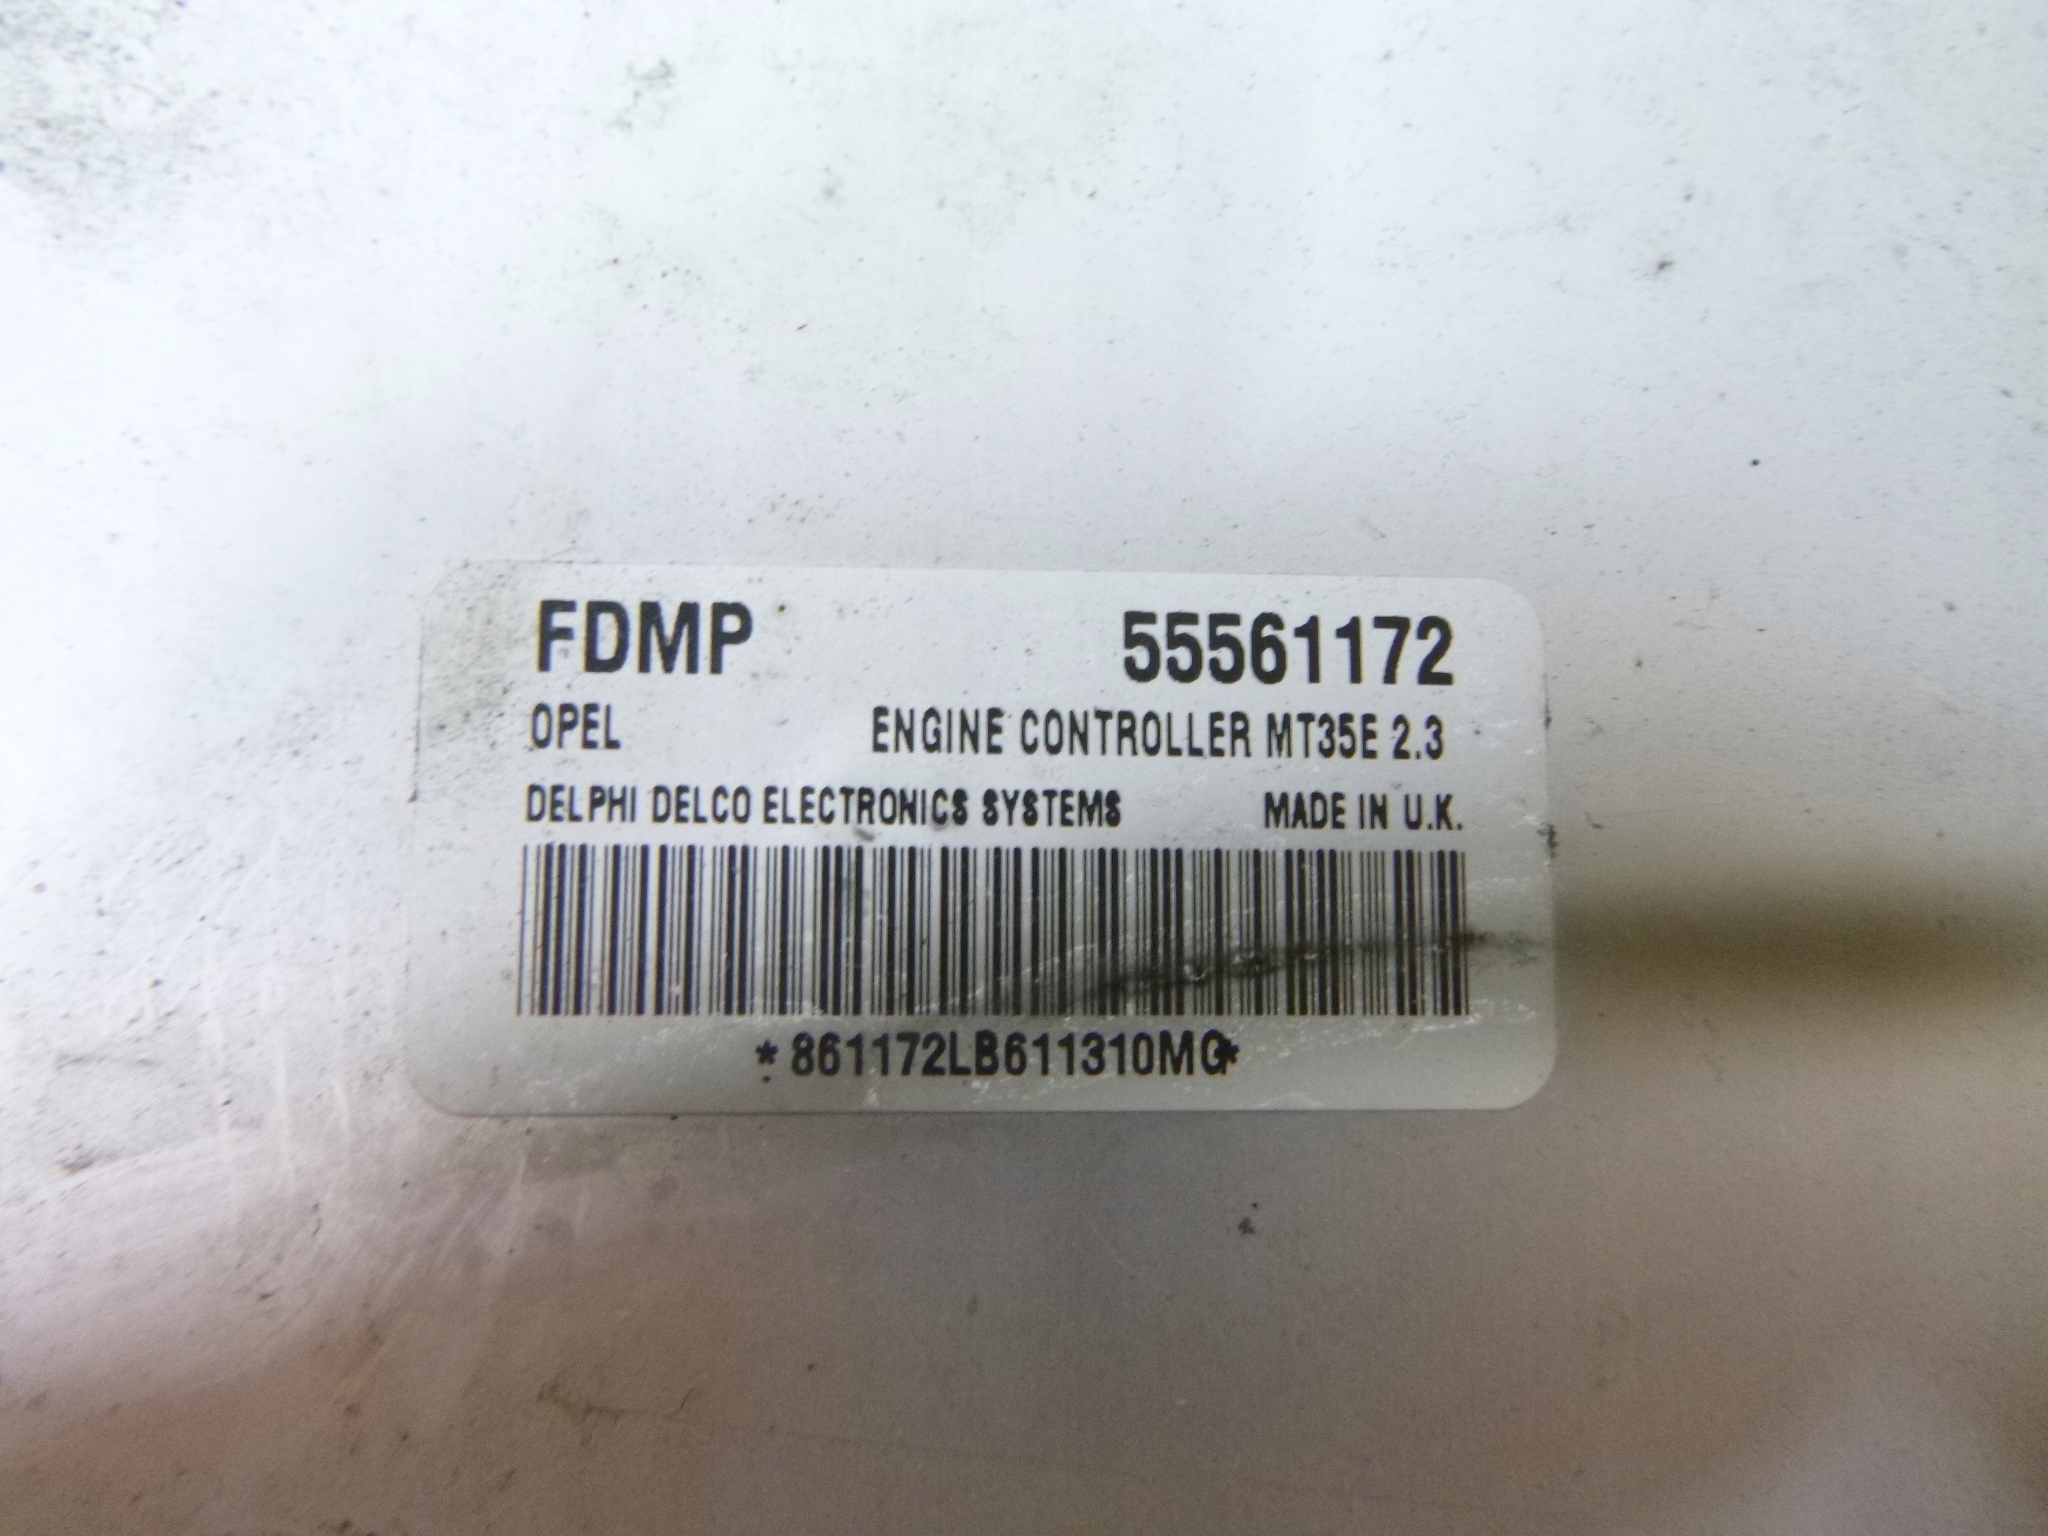 FDMP 55561172
OPEL ENGINE CONTROLLER MT35E 2.3
DELPHI DELCO ELECTRONICS SYSTEMS MADE IN U.K.
*861172LB611310MG*